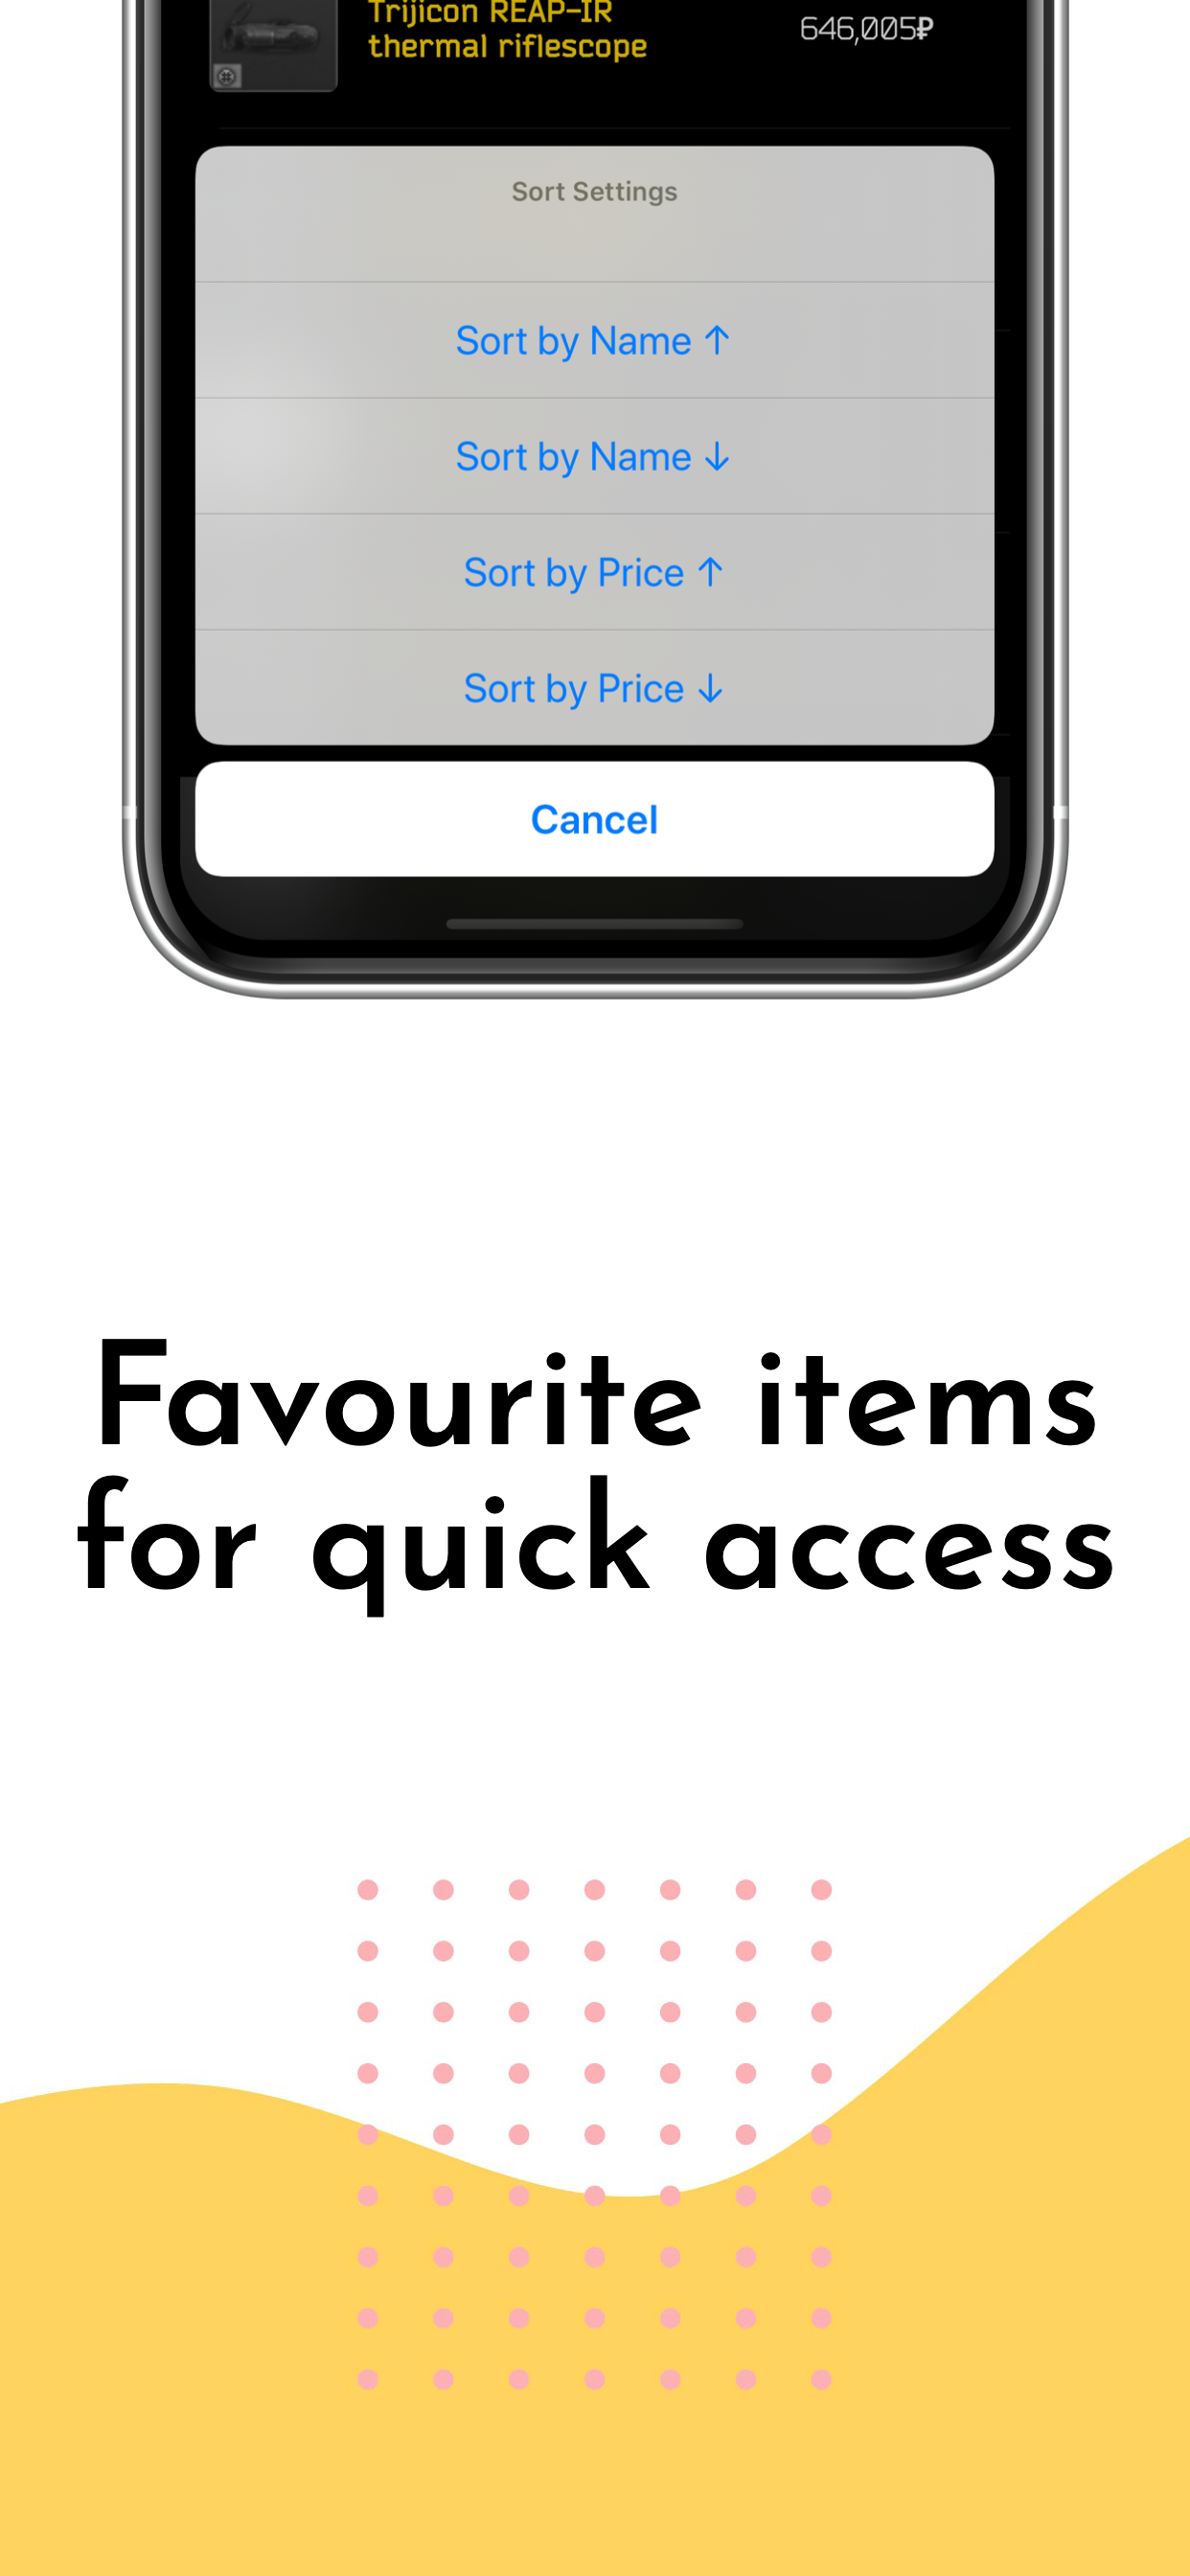 Trijicon REAP-IR
thermal riflescope
646,005₽
Sort Settings
Sort by Name ↑
Sort by Name ↓
Sort by Price ↑
Sort by Price ↓
Cancel
Favourite items
for quick access